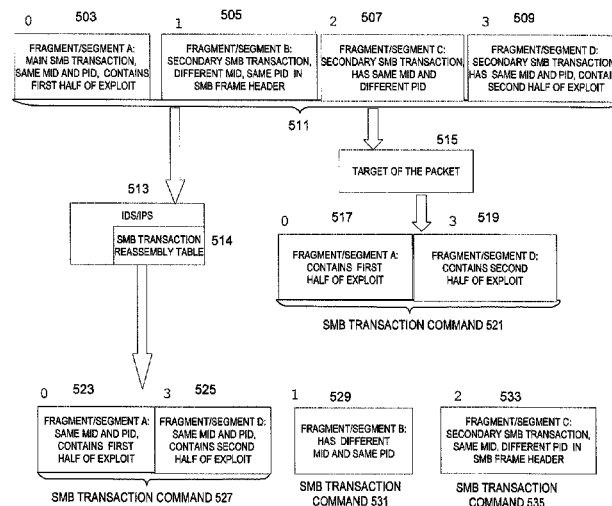 0 503
1 505
2 507
3 509
FRAGMENT/SEGMENT A:
MAIN SMB TRANSACTION,
SAME MID AND PID, CONTAINS
FIRST HALF OF EXPLOIT
FRAGMENT/SEGMENT B:
SECONDARY SMB TRANSACTION,
DIFFERENT MID, SAME PID IN
SMB FRAME HEADER
FRAGMENT/SEGMENT C:
SECONDARY SMB TRANSACTION,
HAS SAME MID AND
DIFFERENT PID
FRAGMENT/SEGMENT D:
SECONDARY SMB TRANSACTION
HAS SAME MID AND PID, CONTAIN
SECOND HALF OF EXPLOIT
511
515
TARGET OF THE PACKET
513
IDS/IPS
SMB TRANSACTION
REASSEMBLY TABLE
514
0 517
3 519
FRAGMENT/SEGMENT A:
CONTAINS FIRST
HALF OF EXPLOIT
FRAGMENT/SEGMENT D:
CONTAINS SECOND
HALF OF EXPLOIT
SMB TRANSACTION COMMAND 521
0 523
3 525
FRAGMENT/SEGMENT A:
SAME MID AND PID,
CONTAINS FIRST
HALF OF EXPLOIT
FRAGMENT/SEGMENT D:
SAME MID AND PID,
CONTAINS SECOND
HALF OF EXPLOIT
SMB TRANSACTION COMMAND 527
1 529
FRAGMENT/SEGMENT B:
HAS DIFFERENT
MID AND SAME PID
SMB TRANSACTION
COMMAND 531
2 533
FRAGMENT/SEGMENT C:
SECONDARY SMB TRANSACTION,
SAME MID, DIFFERENT PID IN
SMB FRAME HEADER
SMB TRANSACTION
COMMAND 535